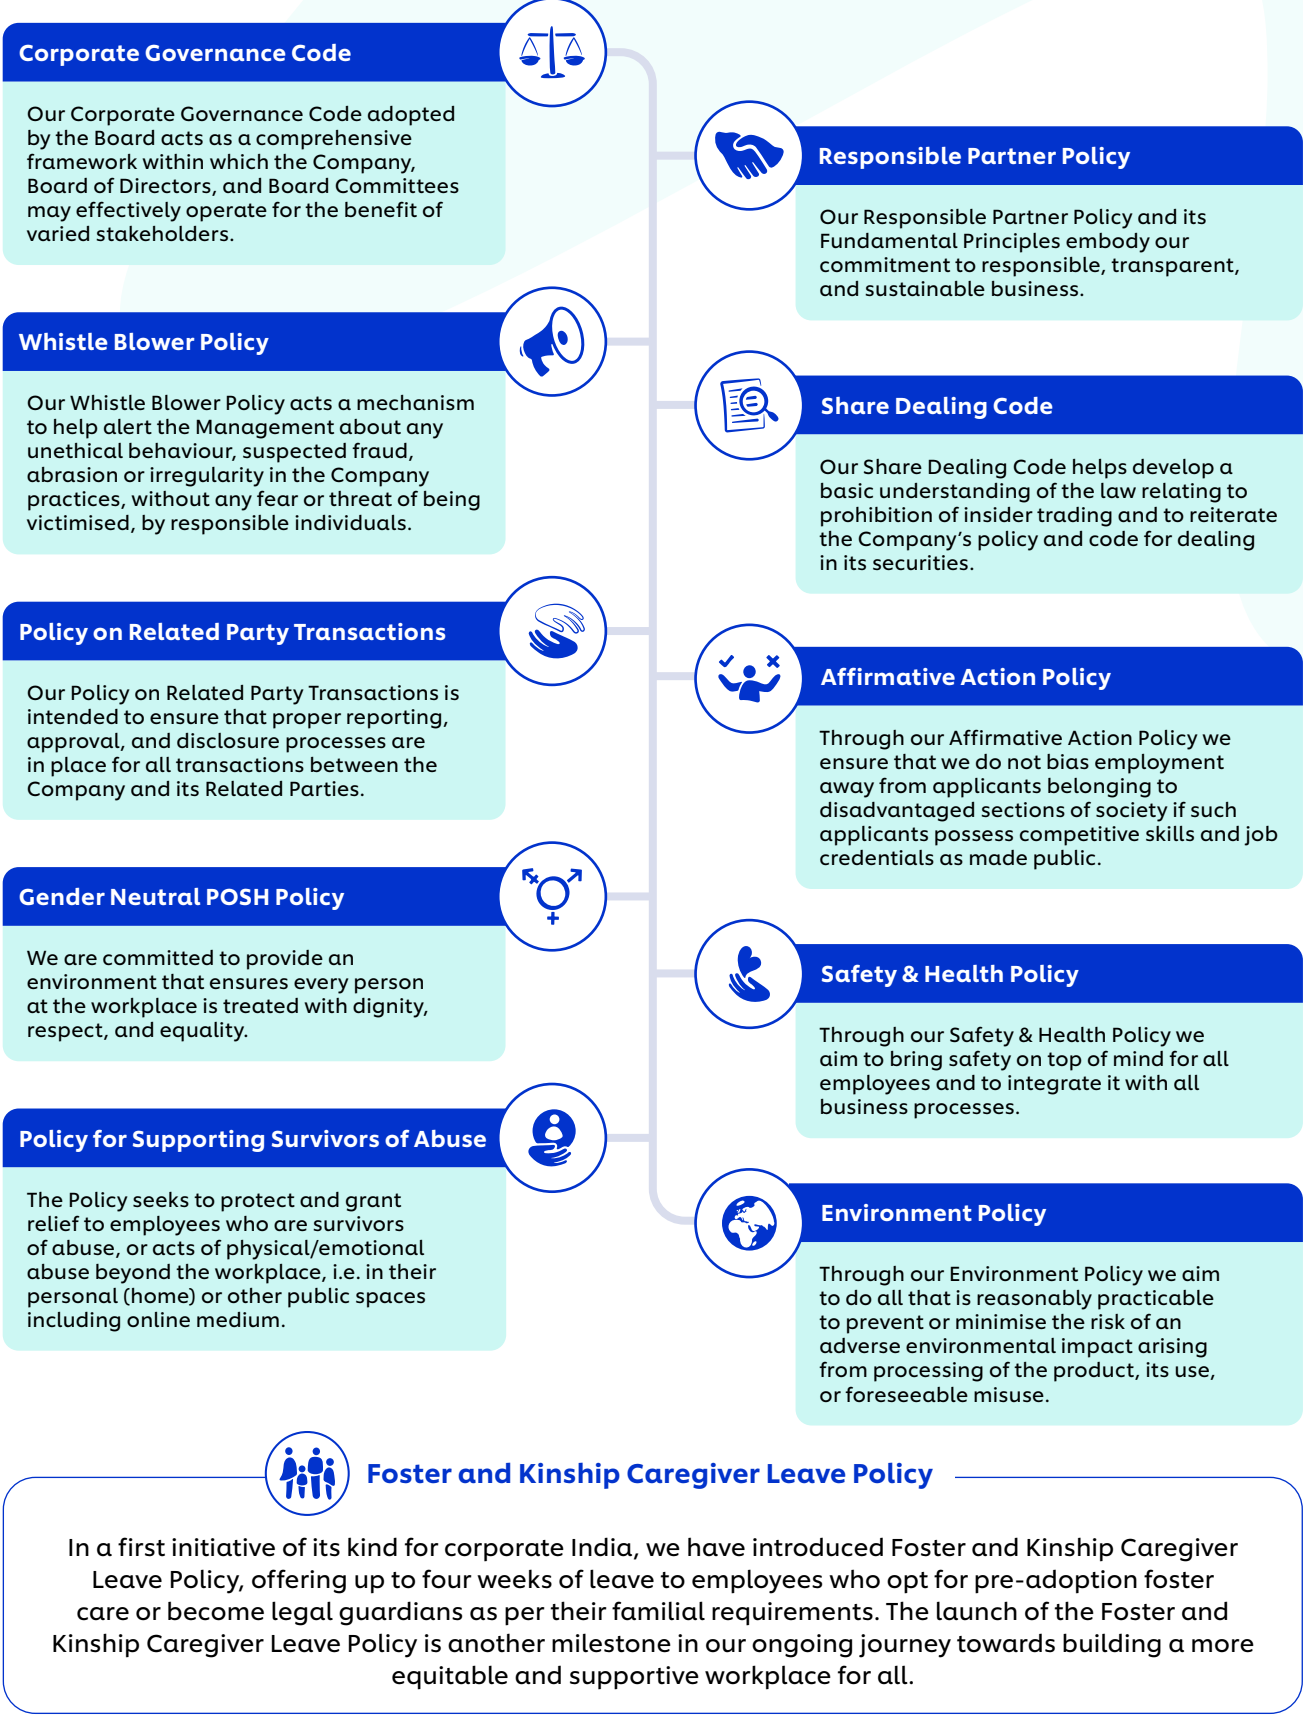 Corporate Governance Code
Our Corporate Governance Code adopted
by the Board acts as a comprehensive
framework within which the Company,
Board of Directors, and Board Committees
may effectively operate for the benefit of
varied stakeholders.
Responsible Partner Policy
Our Responsible Partner Policy and its
Fundamental Principles embody our
commitment to responsible, transparent,
and sustainable business.
Whistle Blower Policy
Our Whistle Blower Policy acts a mechanism
to help alert the Management about any
unethical behaviour, suspected fraud,
abrasion or irregularity in the Company
practices, without any fear or threat of being
victimised, by responsible individuals.
Share Dealing Code
Our Share Dealing Code helps develop a
basic understanding of the law relating to
prohibition of insider trading and to reiterate
the Company's policy and code for dealing
in its securities.
Policy on Related Party Transactions
Our Policy on Related Party Transactions is
intended to ensure that proper reporting,
approval, and disclosure processes are
in place for all transactions between the
Company and its Related Parties.
Affirmative Action Policy
Through our Affirmative Action Policy we
ensure that we do not bias employment
away from applicants belonging to
disadvantaged sections of society if such
applicants possess competitive skills and job
credentials as made public.
Gender Neutral POSH Policy
We are committed to provide an
environment that ensures every person
at the workplace is treated with dignity,
respect, and equality.
Safety & Health Policy
Through our Safety & Health Policy we
aim to bring safety on top of mind for all
employees and to integrate it with all
business processes.
Policy for Supporting Survivors of Abuse
The Policy seeks to protect and grant
relief to employees who are survivors
of abuse, or acts of physical/emotional
abuse beyond the workplace, i.e. in their
personal (home) or other public spaces
including online medium.
Environment Policy
Through our Environment Policy we aim
to do all that is reasonably practicable
to prevent or minimise the risk of an
adverse environmental impact arising
from processing of the product, its use,
or foreseeable misuse.
Foster and Kinship Caregiver Leave Policy
In a first initiative of its kind for corporate India, we have introduced Foster and Kinship Caregiver
Leave Policy, offering up to four weeks of leave to employees who opt for pre-adoption foster
care or become legal guardians as per their familial requirements. The launch of the Foster and
Kinship Caregiver Leave Policy is another milestone in our ongoing journey towards building a more
equitable and supportive workplace for all.